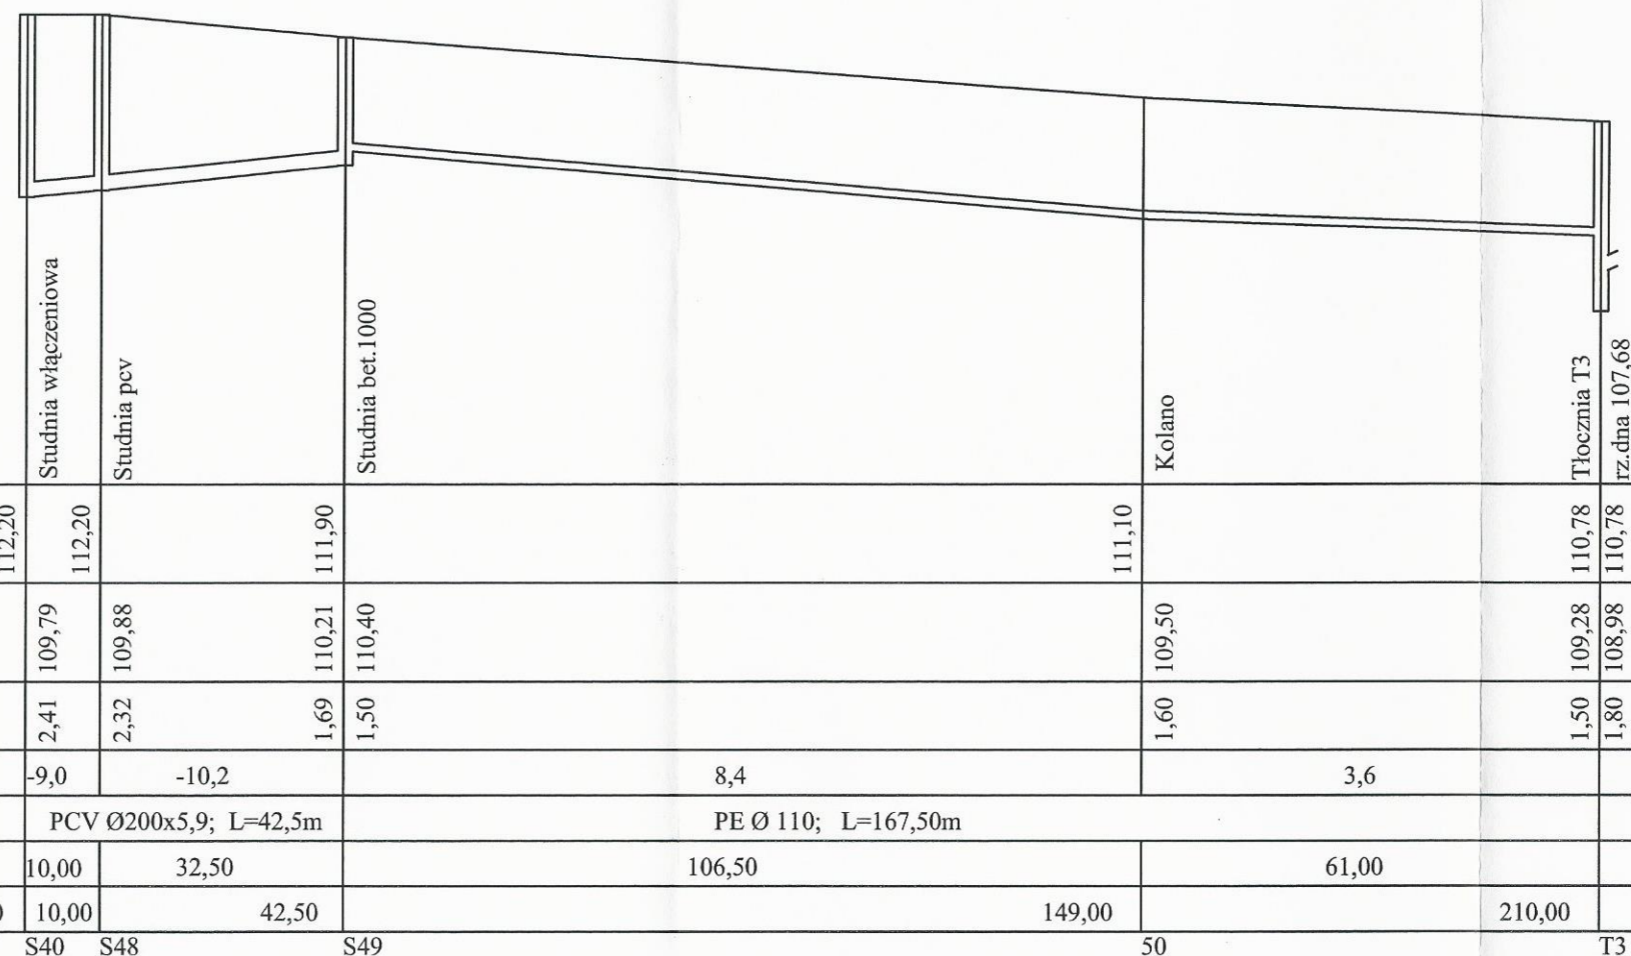 Studnia włączeniowa
Studnia pcv
Studnia bet.1000
Kolano
Tłocznia T3
rz.dna 107,68
112,20 112,20 111,90 111,10 110,78 110,78
109,79 109,88 110,21 110,40 109,50 109,28 108,98
2,41 2,32 1,69 1,50 1,60 1,50 1,80
-9,0 -10,2 8,4 3,6
PCV Ø200x5,9; L=42,5m PE Ø 110; L=167,50m
10,00 32,50 106,50 61,00
10,00 42,50 149,00 210,00
S40 S48 S49 50 T3